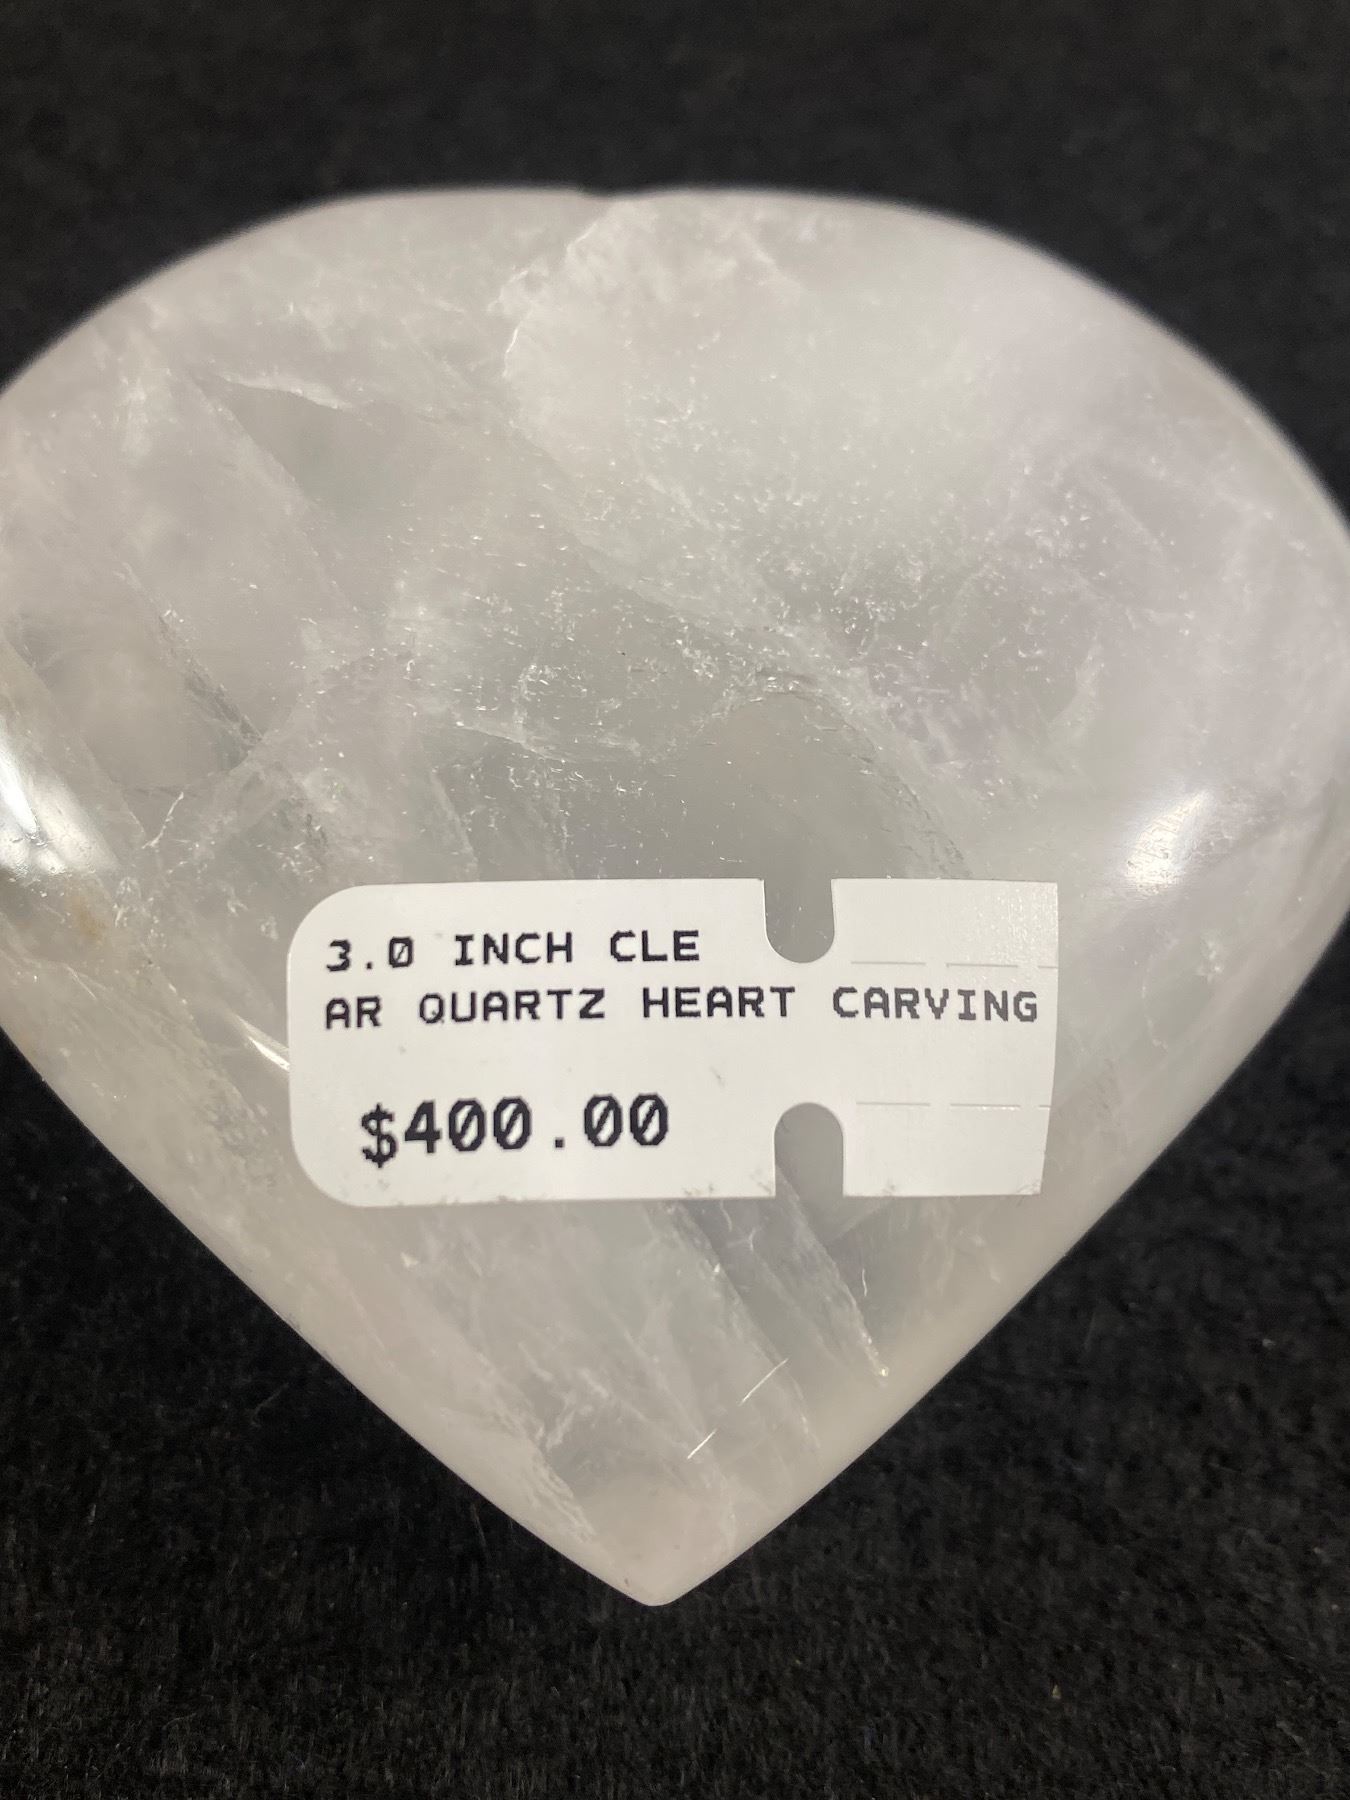 3.0 INCH CLE
AR QUARTZ HEART CARVING
$400.00